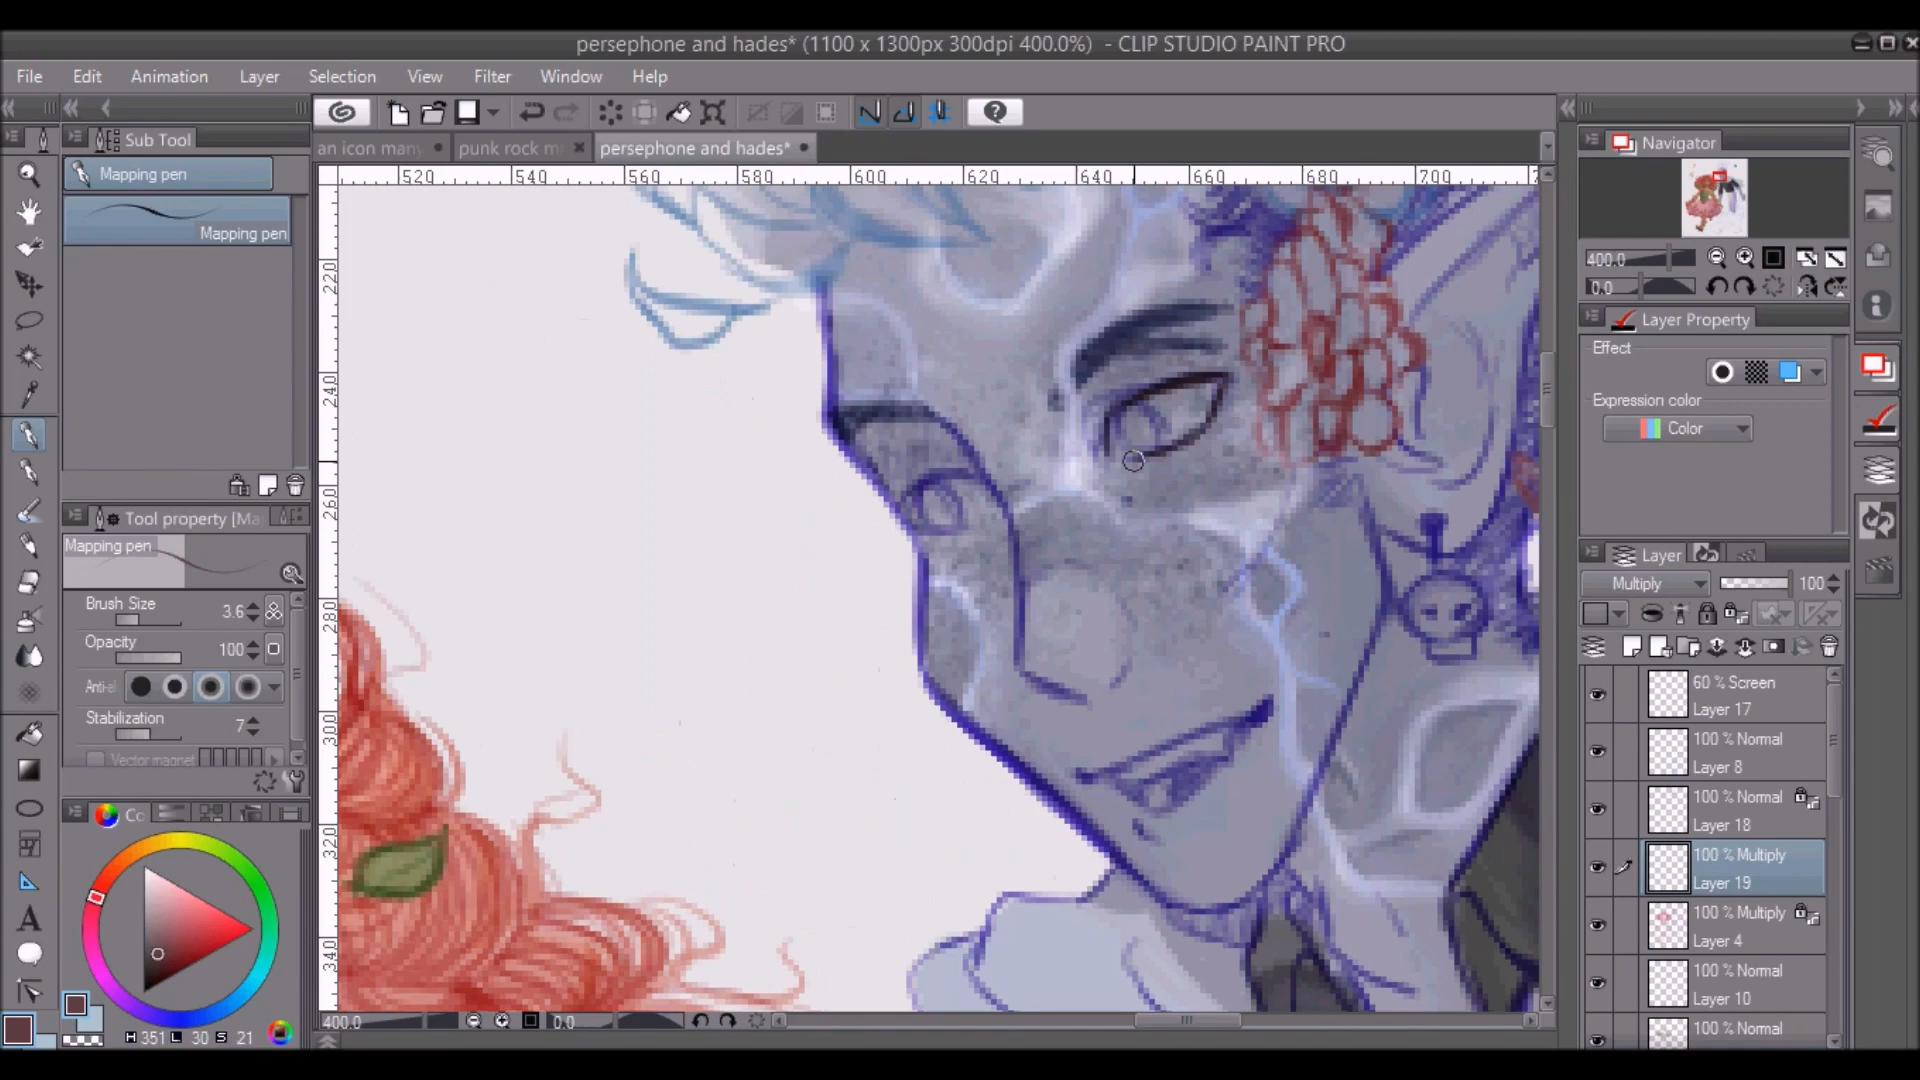 persephone and hades* (1100 x 1300px 300dpi 400.0%) - CLIP STUDIO PAINT PRO
File Edit Animation Layer Selection View Filter Window Help
Sub Tool
an icon many punk rock m persephone and hades*
Navigator
Mapping pen
520 540 560 580 600 620 640 660 680 700
Mapping pen
220
400.0
0.0
Layer Property
Effect
240
Expression color
Color
260
Tool property [Ma
Mapping pen
Layer
Multiply 100
Brush Size 3.6
280
Opacity 100
60 % Screen
Layer 17
Stabilization 7
300
100 % Normal
Layer 8
Vector magnet
100 % Normal
Layer 18
Co
320
100 % Multiply
Layer 19
100 % Multiply
Layer 4
340
100 % Normal
Layer 10
400.0 0.0
100 % Normal
H 351 L 30 S 21